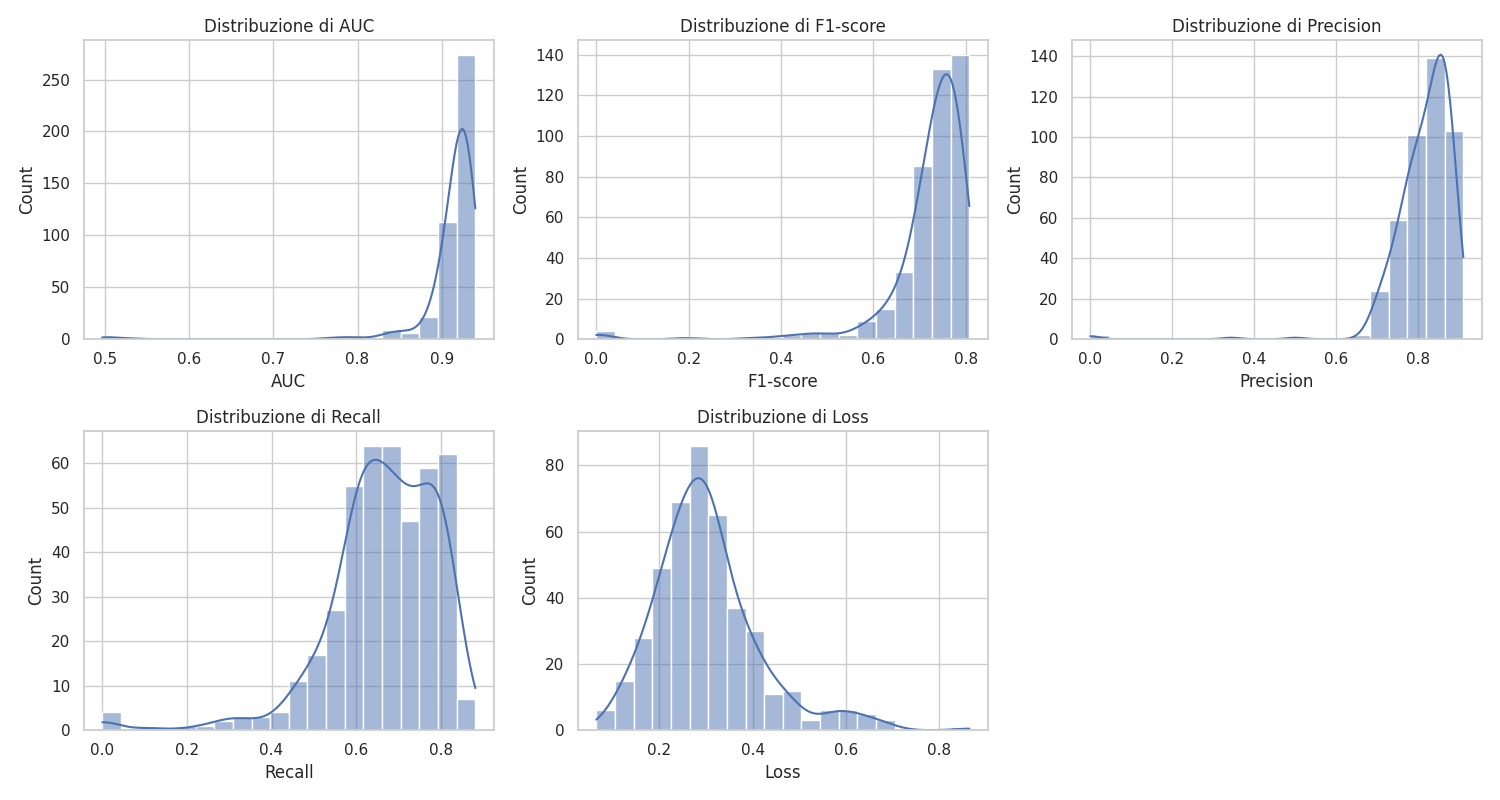 Distribuzione di AUC
Count
250
200
150
100
50
0
0.5 0.6 0.7 0.8 0.9
AUC
Distribuzione di F1-score
Count
140
120
100
80
60
40
20
0
0.0 0.2 0.4 0.6 0.8
F1-score
Distribuzione di Precision
Count
140
120
100
80
60
40
20
0
0.0 0.2 0.4 0.6 0.8
Precision
Distribuzione di Recall
Count
60
50
40
30
20
10
0
0.0 0.2 0.4 0.6 0.8
Recall
Distribuzione di Loss
Count
80
60
40
20
0
0.2 0.4 0.6 0.8
Loss